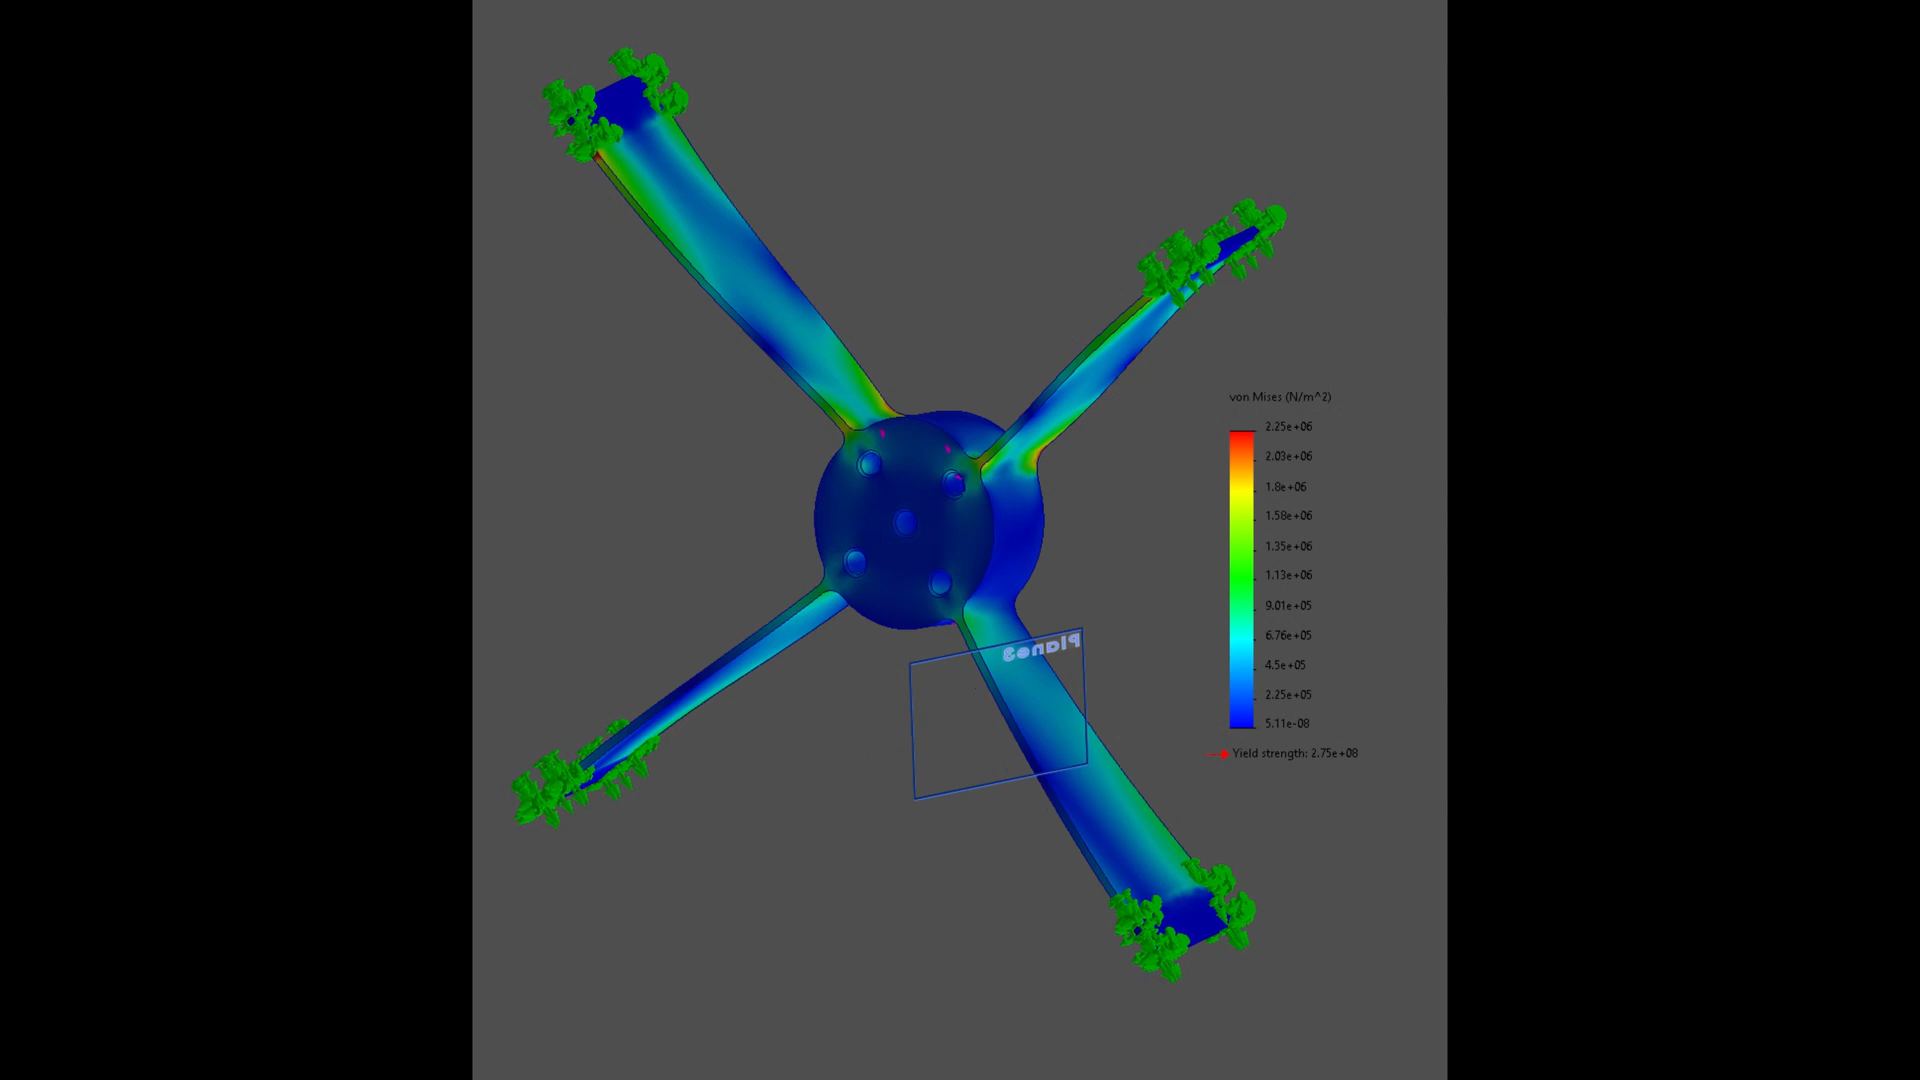 von Mises (N/m^2)
2.25e+06
2.03e+06
1.8e+06
1.58e+06
1.35e+06
1.13e+06
9.01e+05
6.76e+05
4.5e+05
2.25e+05
5.11e-08
Yield strength: 2.75e+08
Plane3